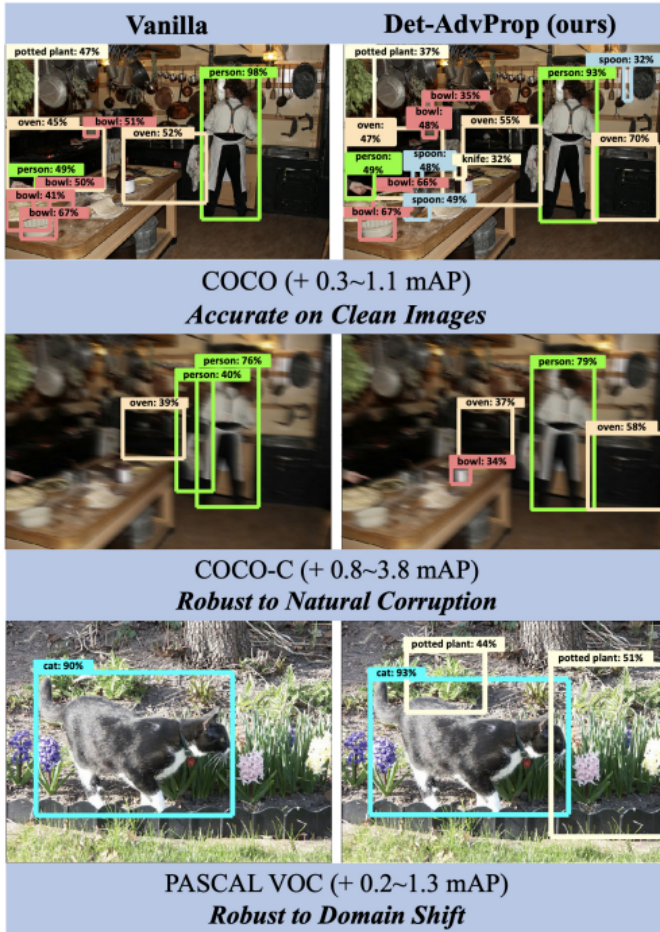 Vanilla
Det-AdvProp (ours)
potted plant: 47%
person: 98%
oven: 45%
bowl: 51%
oven: 52%
person: 49%
bowl: 50%
bowl: 41%
bowl: 67%
potted plant: 37%
spoon: 32%
person: 93%
bowl: 35%
bowl: 48%
oven: 47%
oven: 55%
oven: 70%
person: 49%
spoon: 48%
knife: 32%
bowl: 66%
spoon: 49%
bowl: 67%
COCO (+ 0.3~1.1 mAP)
Accurate on Clean Images
person: 76%
person: 40%
oven: 39%
person: 79%
oven: 37%
oven: 58%
bowl: 34%
COCO-C (+ 0.8~3.8 mAP)
Robust to Natural Corruption
cat: 90%
potted plant: 44%
potted plant: 51%
cat: 93%
PASCAL VOC (+ 0.2~1.3 mAP)
Robust to Domain Shift